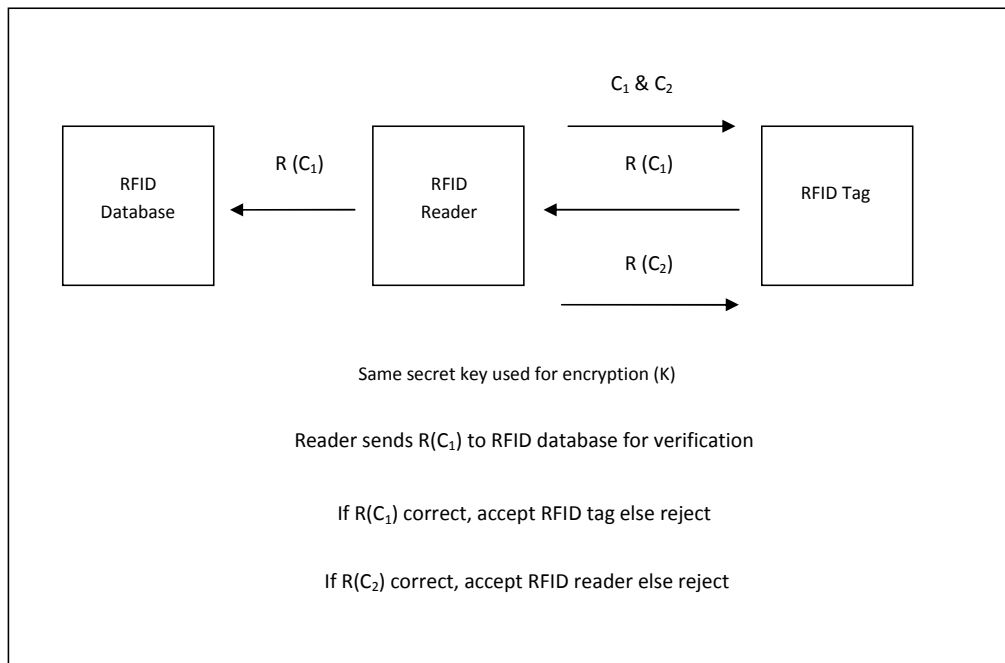 C₁ & C₂
RFID
Database
R (C₁)
RFID
Reader
R (C₁)
RFID Tag
R (C₂)
Same secret key used for encryption (K)
Reader sends R(C₁) to RFID database for verification
If R(C₁) correct, accept RFID tag else reject
If R(C₂) correct, accept RFID reader else reject